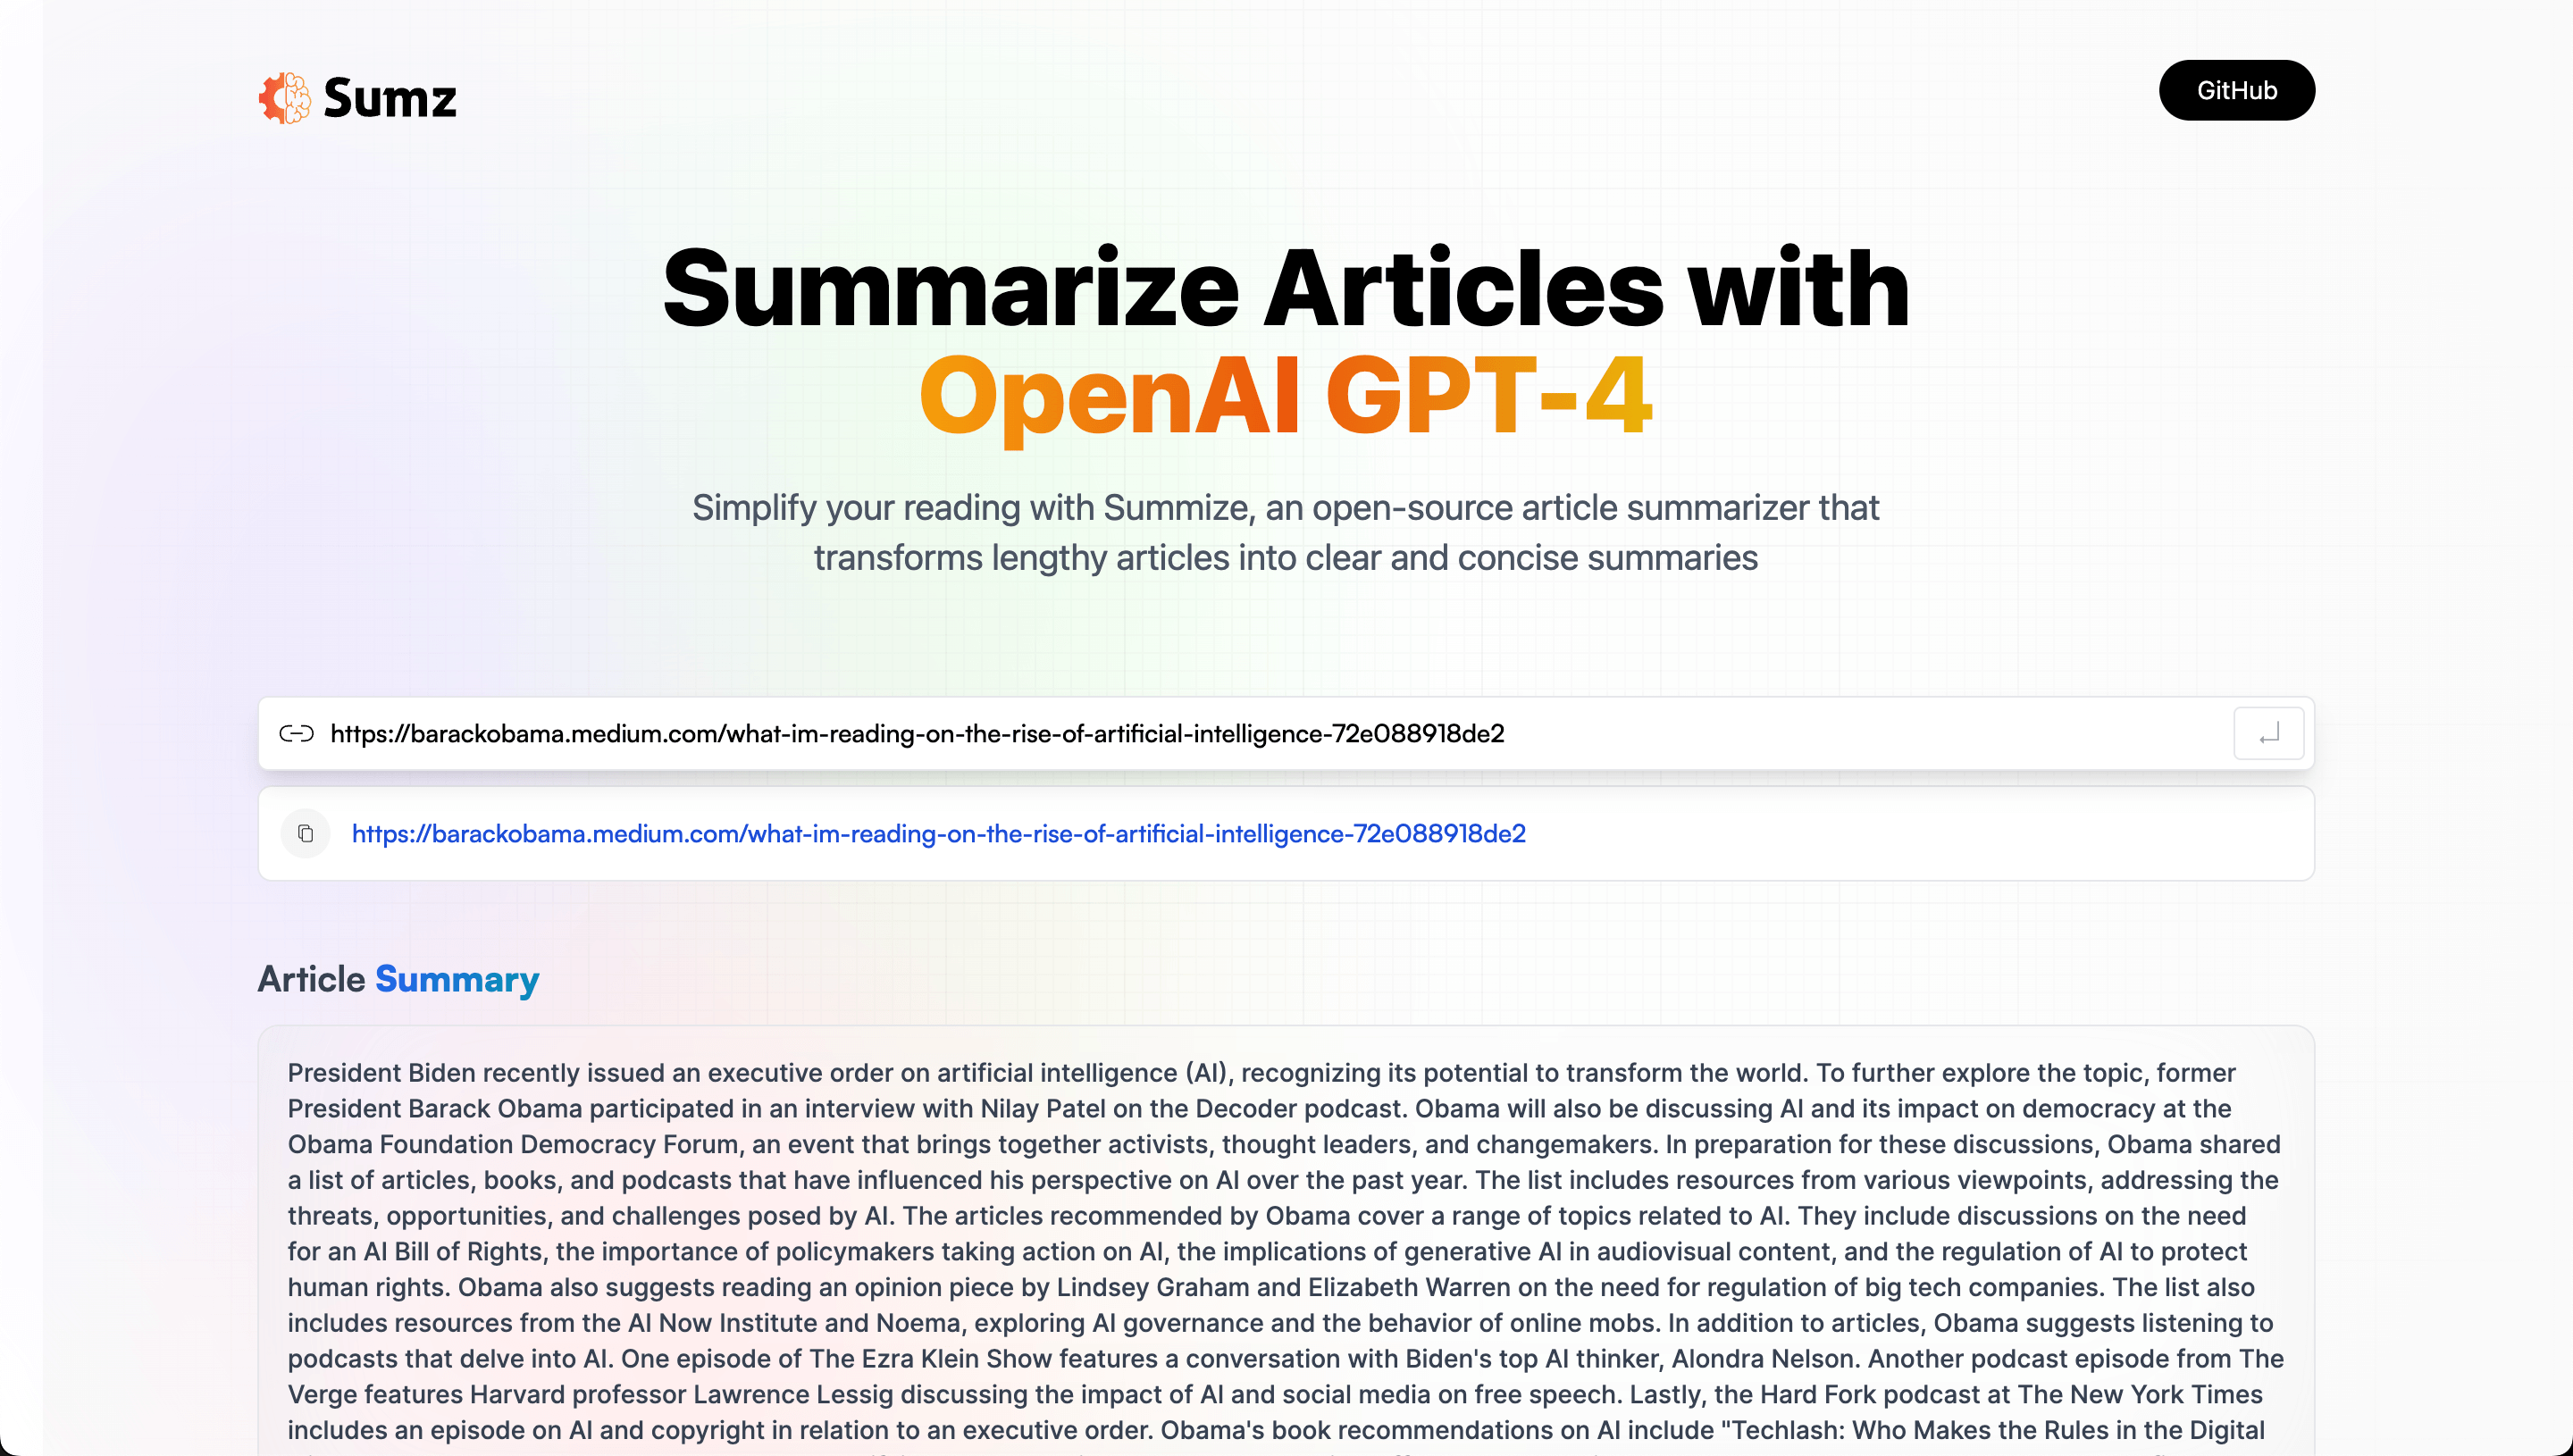 Sumz
GitHub
Summarize Articles with
OpenAI GPT-4
Simplify your reading with Summize, an open-source article summarizer that
transforms lengthy articles into clear and concise summaries
https://barackobama.medium.com/what-im-reading-on-the-rise-of-artificial-intelligence-72e088918de2
https://barackobama.medium.com/what-im-reading-on-the-rise-of-artificial-intelligence-72e088918de2
Article Summary
President Biden recently issued an executive order on artificial intelligence (AI), recognizing its potential to transform the world. To further explore the topic, former
President Barack Obama participated in an interview with Nilay Patel on the Decoder podcast. Obama will also be discussing AI and its impact on democracy at the
Obama Foundation Democracy Forum, an event that brings together activists, thought leaders, and changemakers. In preparation for these discussions, Obama shared
a list of articles, books, and podcasts that have influenced his perspective on AI over the past year. The list includes resources from various viewpoints, addressing the
threats, opportunities, and challenges posed by AI. The articles recommended by Obama cover a range of topics related to AI. They include discussions on the need
for an AI Bill of Rights, the importance of policymakers taking action on AI, the implications of generative AI in audiovisual content, and the regulation of AI to protect
human rights. Obama also suggests reading an opinion piece by Lindsey Graham and Elizabeth Warren on the need for regulation of big tech companies. The list also
includes resources from the AI Now Institute and Noema, exploring AI governance and the behavior of online mobs. In addition to articles, Obama suggests listening to
podcasts that delve into AI. One episode of The Ezra Klein Show features a conversation with Biden's top AI thinker, Alondra Nelson. Another podcast episode from The
Verge features Harvard professor Lawrence Lessig discussing the impact of AI and social media on free speech. Lastly, the Hard Fork podcast at The New York Times
includes an episode on AI and copyright in relation to an executive order. Obama's book recommendations on AI include "Techlash: Who Makes the Rules in the Digital